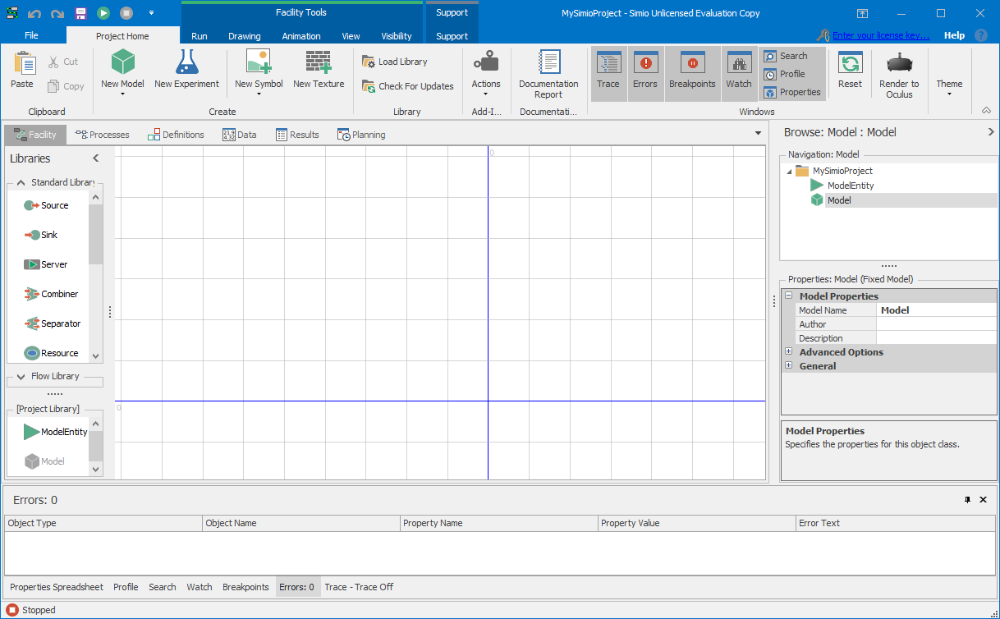 Facility Tools
Support
MySimioProject - Simio Unlicensed Evaluation Copy
File
Project Home
Run
Drawing
Animation
View
Visibility
Support
Enter your license key...
Help
?
Paste
Cut
Copy
Clipboard
New Model
New Experiment
New Symbol
New Texture
Create
Load Library
Check For Updates
Library
Actions
Add-I...
Documentation
Report
Documentati...
Trace
Errors
Breakpoints
Watch
Search
Profile
Properties
Windows
Reset
Render to
Oculus
Theme
Facility
Processes
Definitions
21.9
4.32
Data
Results
Planning
Libraries
Standard Library
Source
Sink
Server
Combiner
Separator
Resource
Flow Library
[Project Library]
ModelEntity
Model
0
0
Browse: Model : Model
Navigation: Model
MySimioProject
ModelEntity
Model
Properties: Model (Fixed Model)
Model Properties
Model Name Model
Author
Description
Advanced Options
General
Model Properties
Specifies the properties for this object class.
Errors: 0
Object Type Object Name Property Name Property Value Error Text
Properties Spreadsheet Profile Search Watch Breakpoints Errors: 0 Trace - Trace Off
Stopped